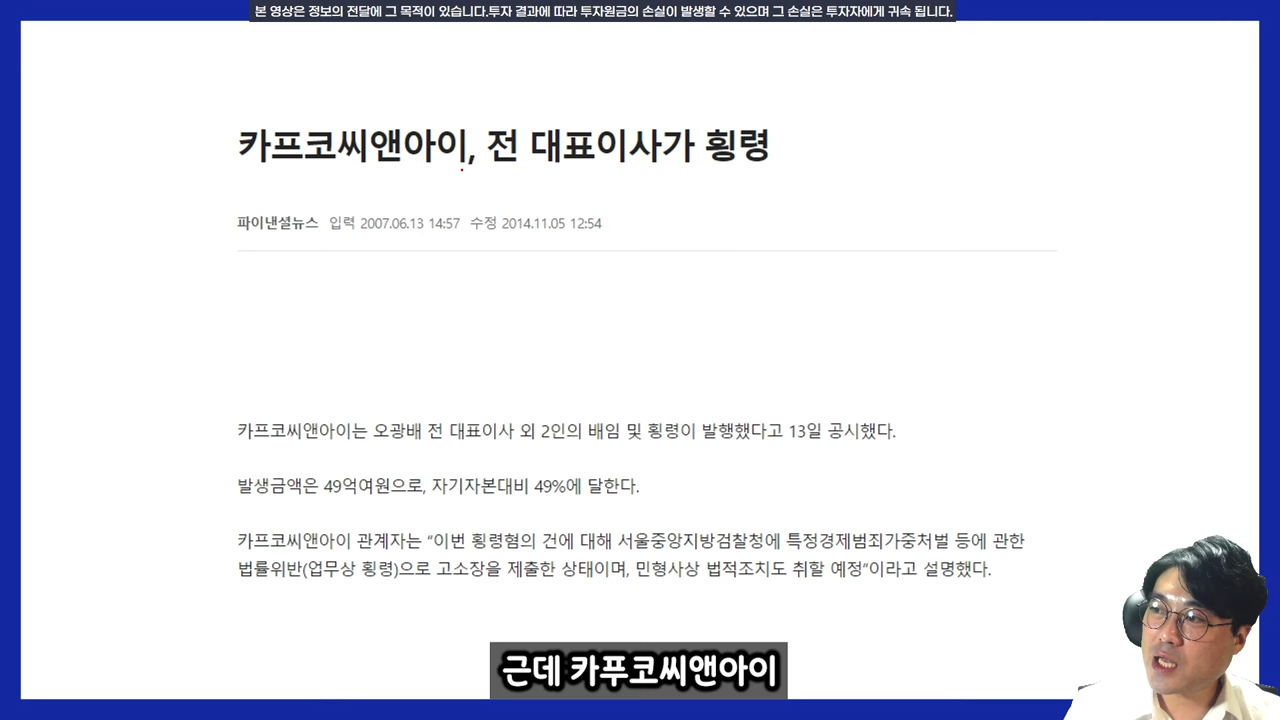 본 영상은 정보의 전달에 그 목적이 있습니다.투자 결과에 따라 투자원금의 손실이 발생할 수 있으며 그 손실은 투자자에게 귀속 됩니다.
카프코씨앤아이, 전 대표이사가 횡령
파이낸셜뉴스 입력 2007.06.13 14:57 수정 2014.11.05 12:54
카프코씨앤아이는 오광배 전 대표이사 외 2인의 배임 및 횡령이 발행했다고 13일 공시했다.
발생금액은 49억여원으로, 자기자본대비 49%에 달한다.
카프코씨앤아이 관계자는 “이번 횡령혐의 건에 대해 서울중앙지방검찰청에 특정경제범죄가중처벌 등에 관한
법률위반(업무상 횡령)으로 고소장을 제출한 상태이며, 민형사상 법적조치도 취할 예정”이라고 설명했다.
근데 카푸코씨앤아이